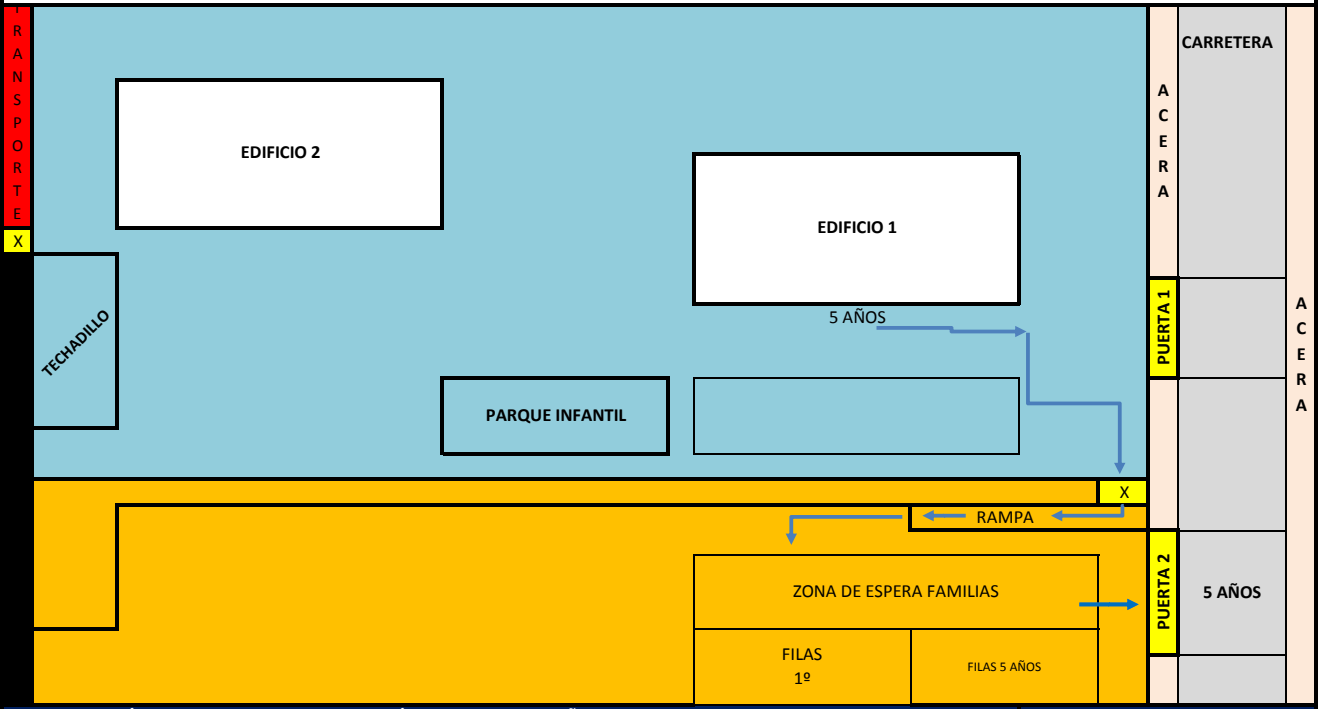 TRANSPORTE
CARRETERA
ACERA
EDIFICIO 2
EDIFICIO 1
X
5 AÑOS
PUERTA 1
ACERA
TECHADILLO
PARQUE INFANTIL
X
RAMPA
ZONA DE ESPERA FAMILIAS
PUERTA 2
5 AÑOS
FILAS
1º
FILAS 5 AÑOS